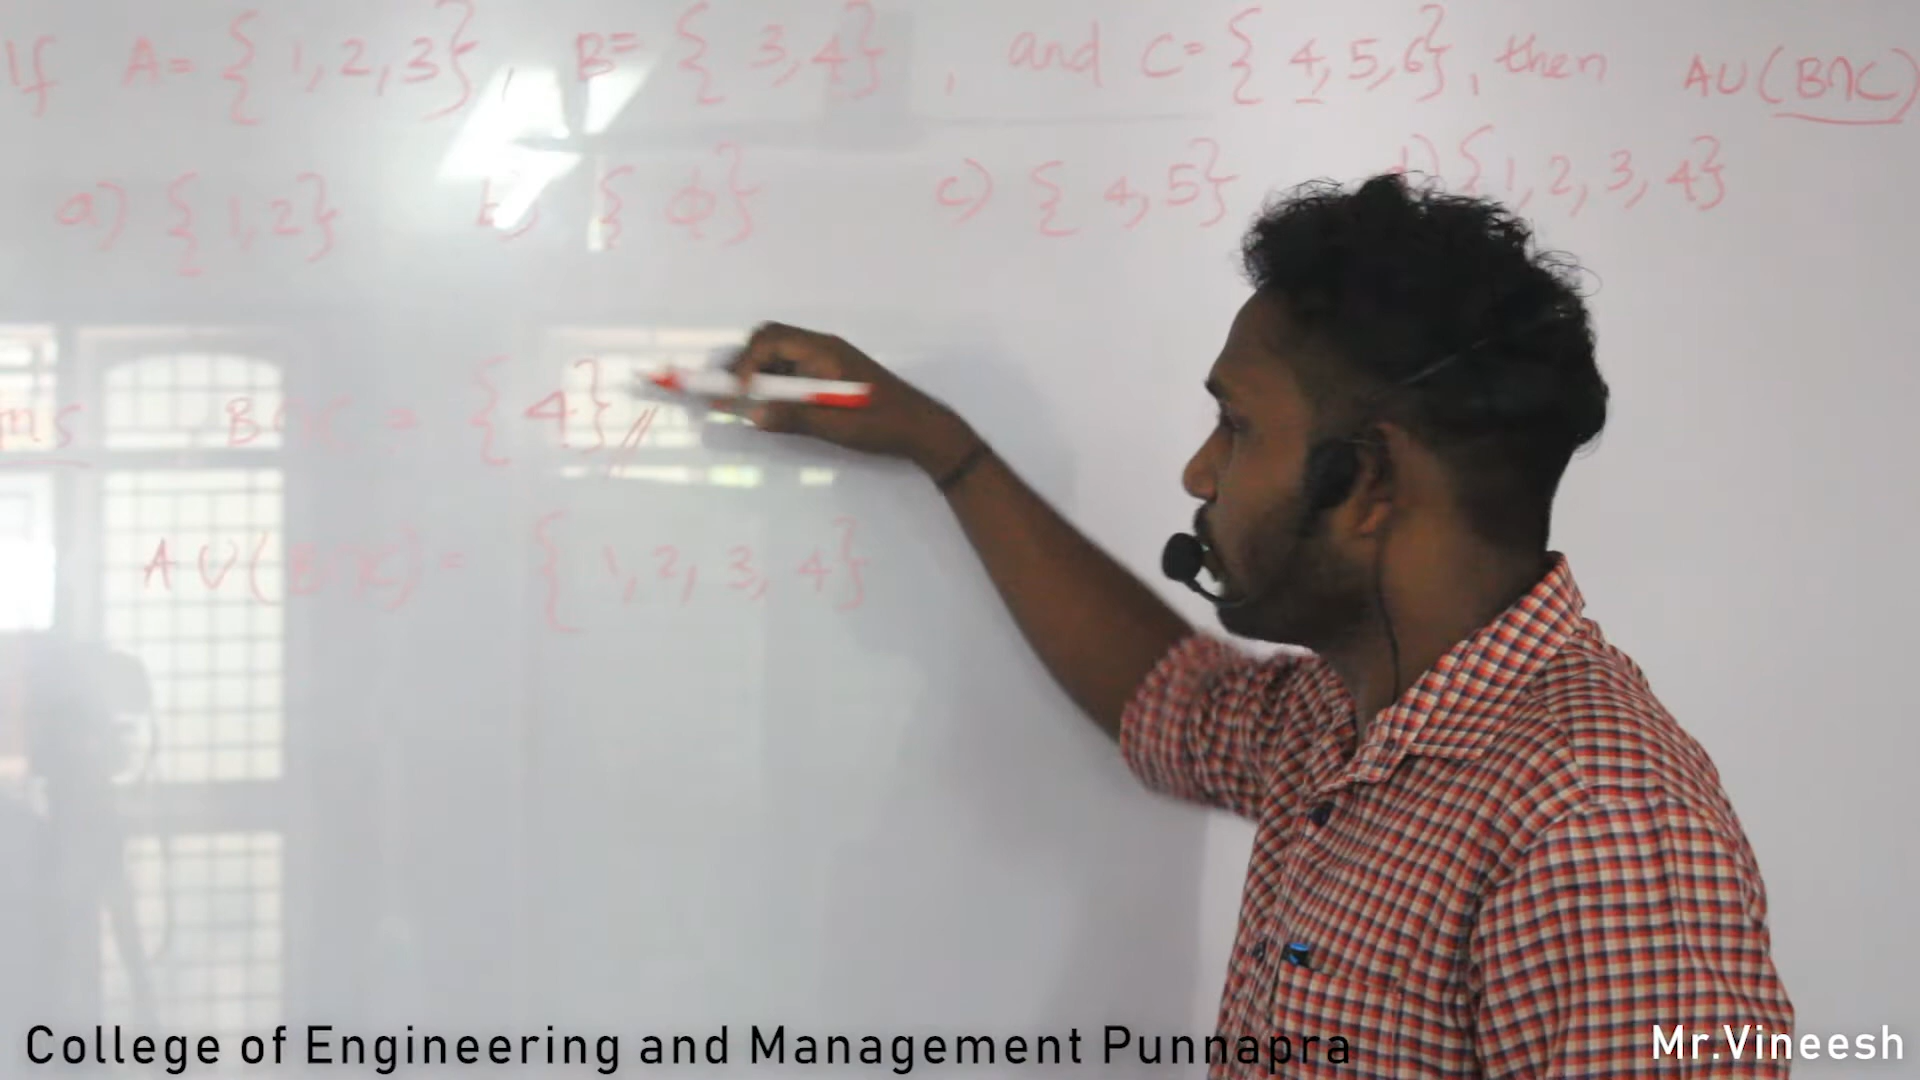 If A = { 1, 2, 3 }, B = { 3, 4 }, and C = { 4, 5, 6 }, then A∪(B∩C)
a) { 1, 2 } b) { ϕ } c) { 4, 5 } d) { 1, 2, 3, 4 }
B∩C = { 4 } //
A∪(B∩C) = { 1, 2, 3, 4 }
College of Engineering and Management Punnapra
Mr.Vineesh